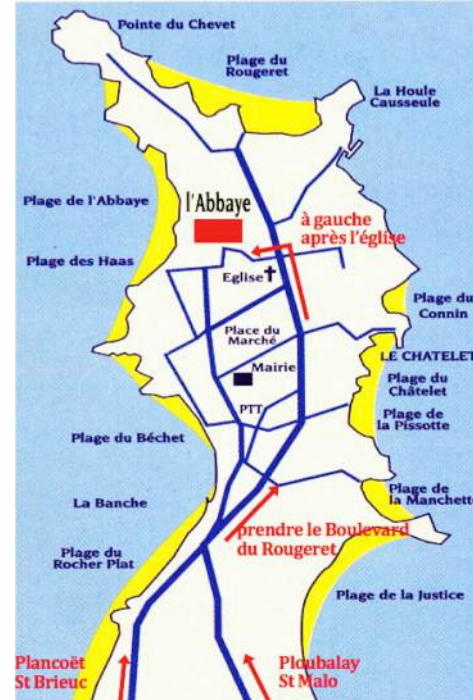 Pointe du Chevet
Plage du
Rougeret
La Houle
Causseule
Plage de l'Abbaye
l'Abbaye
à gauche
après l'église
Plage des Haas
Eglise
Plage du
Connin
Place du
Marché
LE CHATELET
Mairie
Plage du
Châtelet
PTT
Plage de
la Pissotte
Plage du Béchet
La Banche
Plage de
la Manchette
prendre le Boulevard
du Rougeret
Plage du
Rocher Plat
Plage de la Justice
Plancoët
St Brieuc
Ploubalay
St Malo